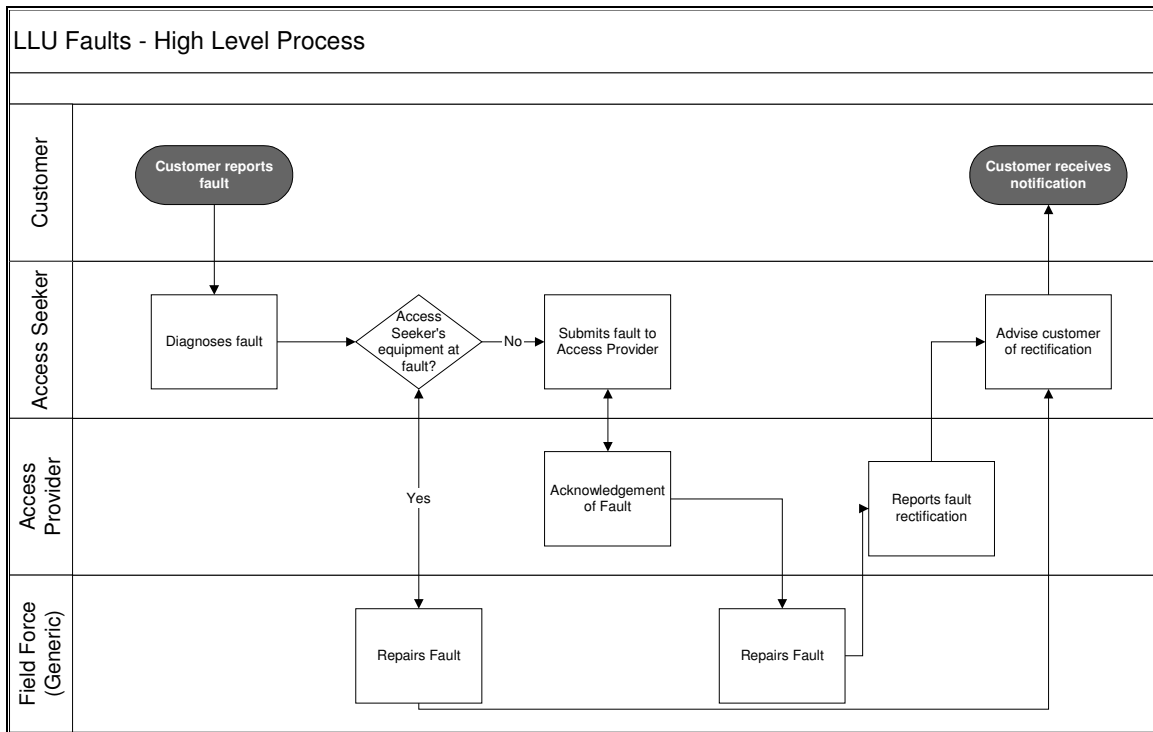 LLU Faults - High Level Process
Customer
Customer reports
fault
Customer receives
notification
Access Seeker
Diagnoses fault
Access
Seeker's
equipment at
fault?
No
Submits fault to
Access Provider
Advise customer
of rectification
Access
Provider
Yes
Acknowledgement
of Fault
Reports fault
rectification
Field Force
(Generic)
Repairs Fault
Repairs Fault